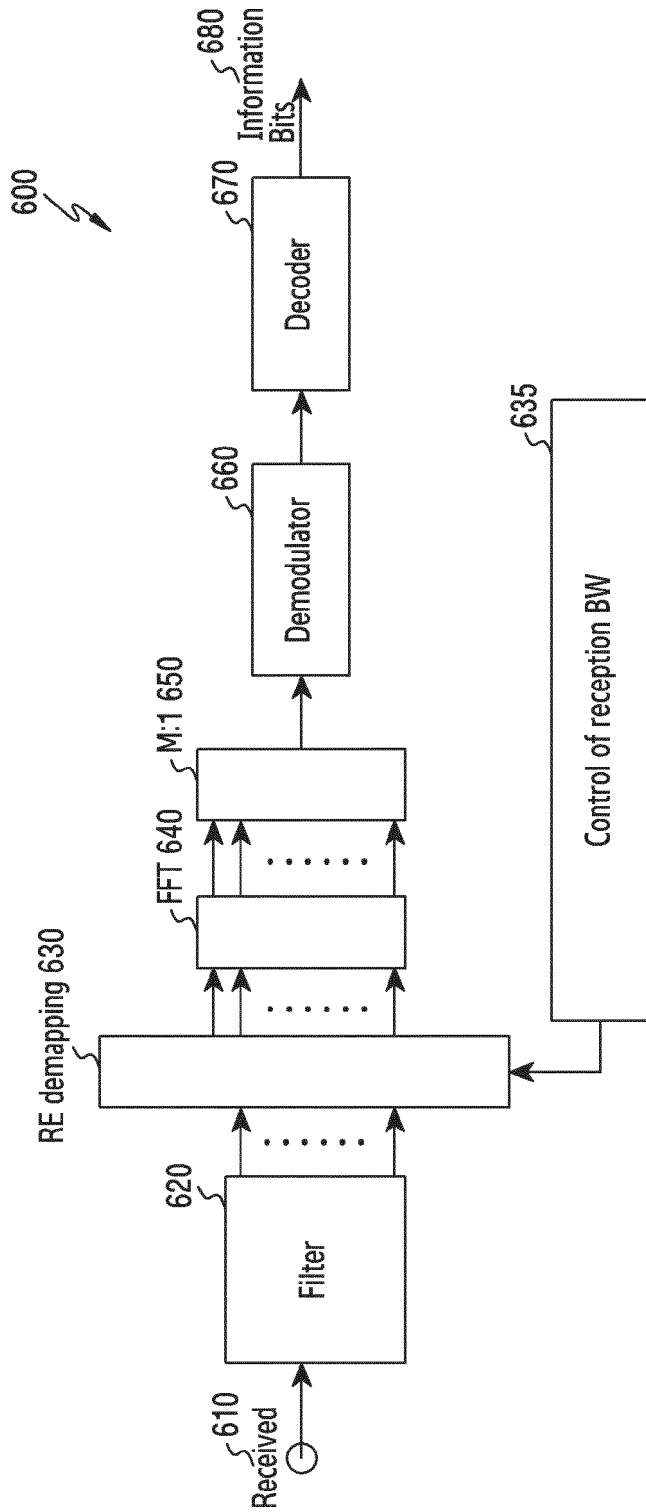 600
610
Received
620
Filter
RE demapping 630
FFT 640
M:1 650
660
Demodulator
670
Decoder
680
Information
Bits
635
Control of reception BW